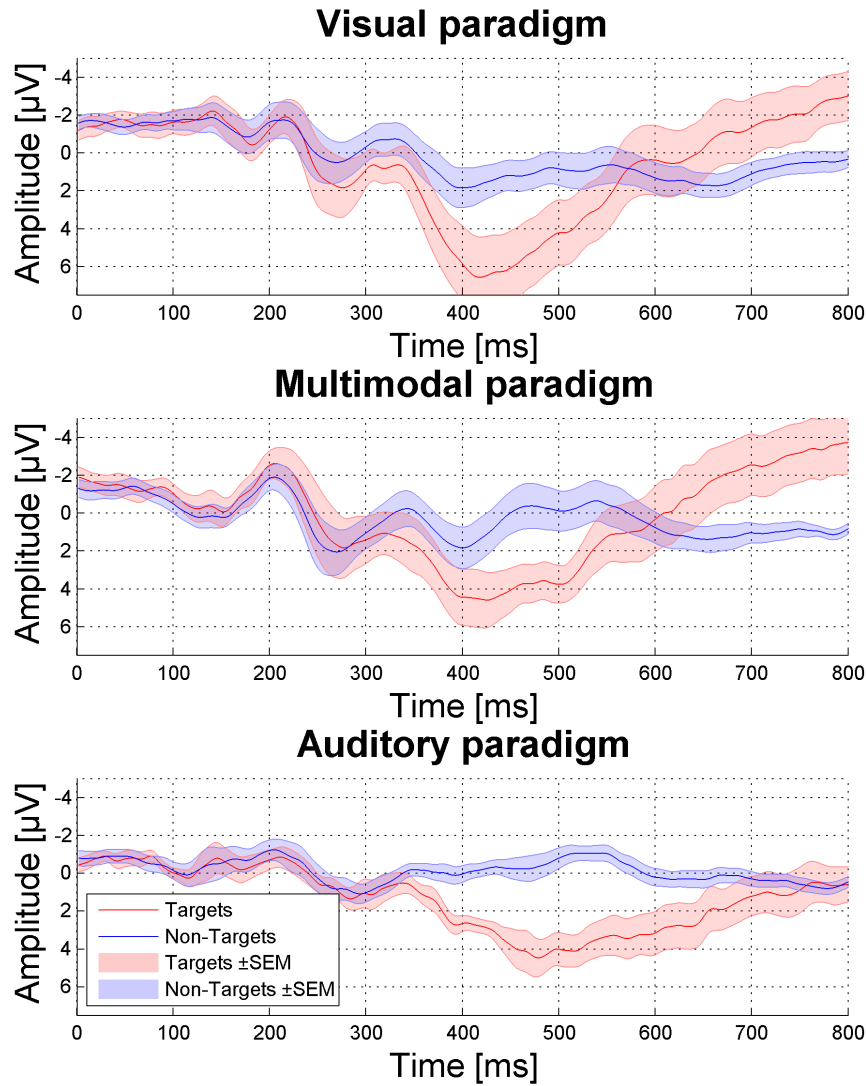 Visual paradigm
Amplitude [µV]
-4
-2
0
2
4
6
0 100 200 300 400 500 600 700 800
Time [ms]
Multimodal paradigm
Amplitude [µV]
-4
-2
0
2
4
6
0 100 200 300 400 500 600 700 800
Time [ms]
Auditory paradigm
Amplitude [µV]
-4
-2
0
2
4
6
Targets
Non-Targets
Targets ±SEM
Non-Targets ±SEM
0 100 200 300 400 500 600 700 800
Time [ms]